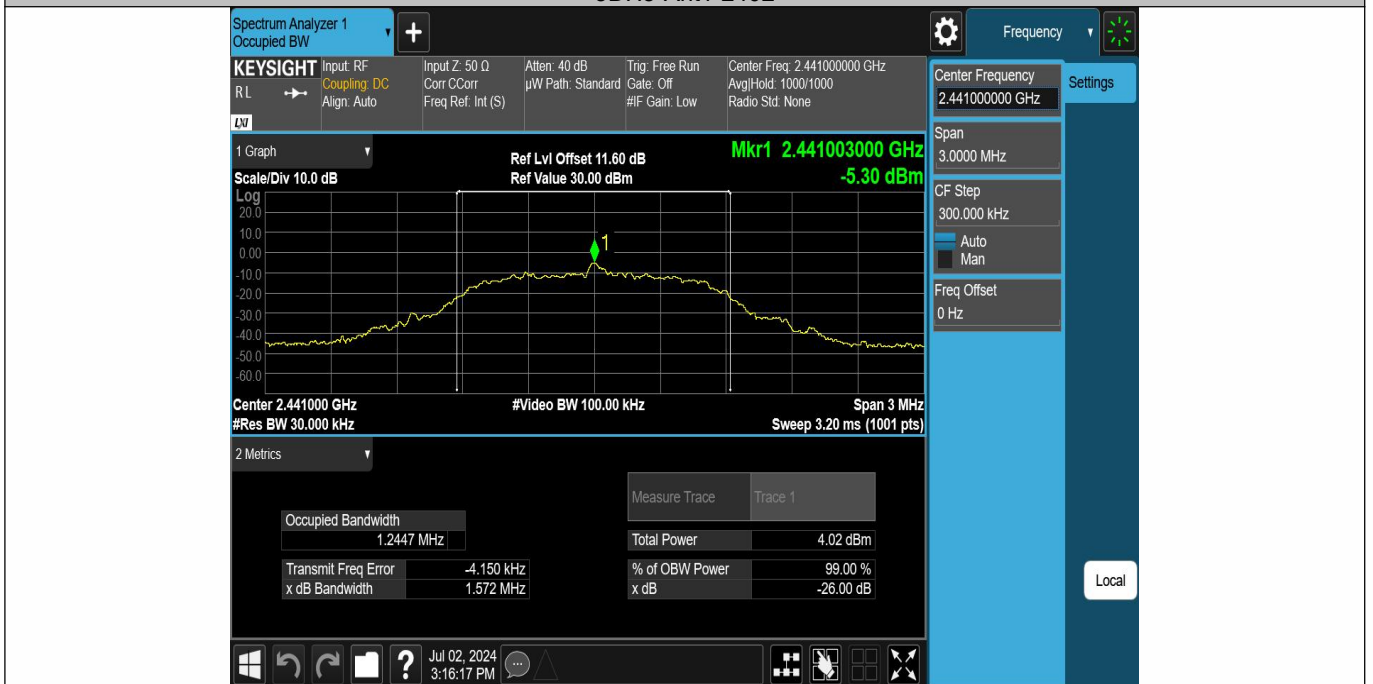 Spectrum Analyzer 1
Occupied BW
Frequency
KEYSIGHT
RL
LXI
Input: RF
Coupling: DC
Align: Auto
Input Z: 50 Ω
Corr CCorr
Freq Ref: Int (S)
Atten: 40 dB
µW Path: Standard
Trig: Free Run
Gate: Off
#IF Gain: Low
Center Freq: 2.441000000 GHz
Avg|Hold: 1000/1000
Radio Std: None
Center Frequency
2.441000000 GHz
Settings
Span
3.0000 MHz
CF Step
300.000 kHz
Auto
Man
Freq Offset
0 Hz
Local
1 Graph
Scale/Div 10.0 dB
Ref Lvl Offset 11.60 dB
Ref Value 30.00 dBm
Mkr1 2.441003000 GHz
-5.30 dBm
Log
20.0
10.0
0.00
-10.0
-20.0
-30.0
-40.0
-50.0
-60.0
1
Center 2.441000 GHz
#Video BW 100.00 kHz
Span 3 MHz
#Res BW 30.000 kHz
Sweep 3.20 ms (1001 pts)
2 Metrics
Measure Trace Trace 1
Occupied Bandwidth
1.2447 MHz
Total Power 4.02 dBm
Transmit Freq Error -4.150 kHz
% of OBW Power 99.00 %
x dB Bandwidth 1.572 MHz
x dB -26.00 dB
Jul 02, 2024
3:16:17 PM